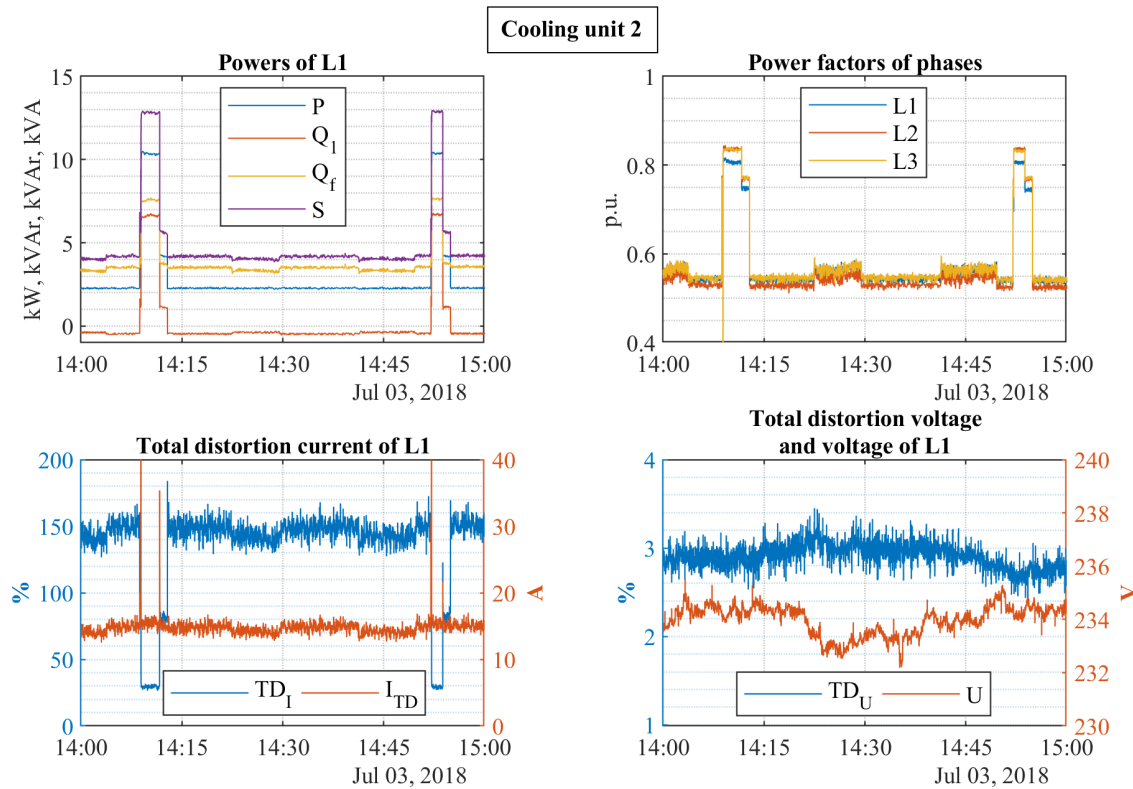 Cooling unit 2
Powers of L1
15
10
5
0
kW, kVAr, kVAr, kVA
P
Q1
Qf
S
14:00 14:15 14:30 14:45 15:00
Jul 03, 2018
Power factors of phases
1
0.8
0.6
0.4
p.u.
L1
L2
L3
14:00 14:15 14:30 14:45 15:00
Jul 03, 2018
Total distortion current of L1
200
150
100
50
0
%
40
30
20
10
0
A
TDI ITD
14:00 14:15 14:30 14:45 15:00
Jul 03, 2018
Total distortion voltage
and voltage of L1
4
3
2
1
%
240
238
236
234
232
230
V
TDU U
14:00 14:15 14:30 14:45 15:00
Jul 03, 2018